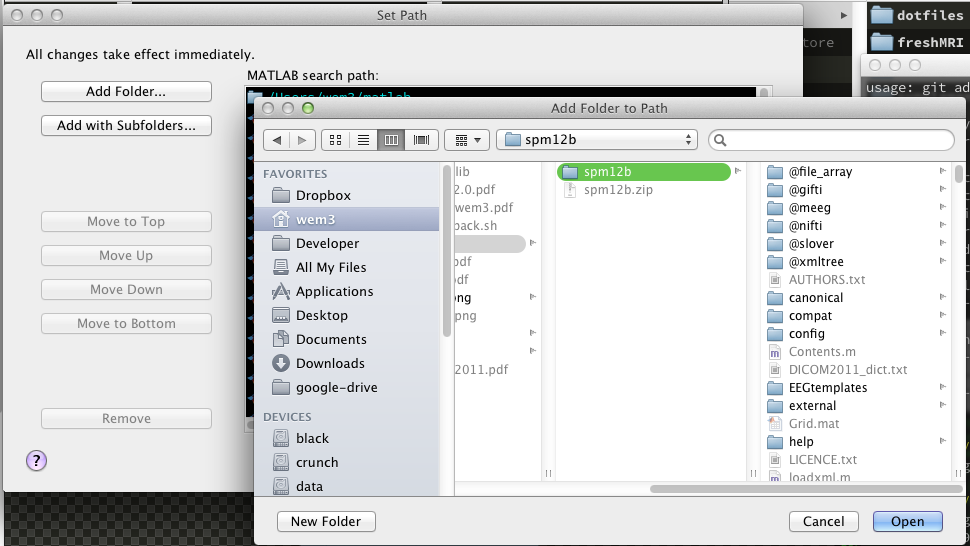 Set Path
All changes take effect immediately.
Add Folder...
Add with Subfolders...
Move to Top
Move Up
Move Down
Move to Bottom
Remove
?
MATLAB search path:
/Users/wem3/matlab
dotfiles
freshMRI
tore
usage: git ad
Add Folder to Path
spm12b
FAVORITES
Dropbox
wem3
Developer
All My Files
Applications
Desktop
Documents
Downloads
google-drive
DEVICES
black
crunch
data
lib
2.0.pdf
wem3.pdf
back.sh
pdf
pdf
ong
png
2011.pdf
spm12b
spm12b.zip
@file_array
@gifti
@meeg
@nifti
@slover
@xmltree
AUTHORS.txt
canonical
compat
config
Contents.m
DICOM2011_dict.txt
EEGtemplates
external
Grid.mat
help
LICENCE.txt
loadxml.m
New Folder
Cancel
Open